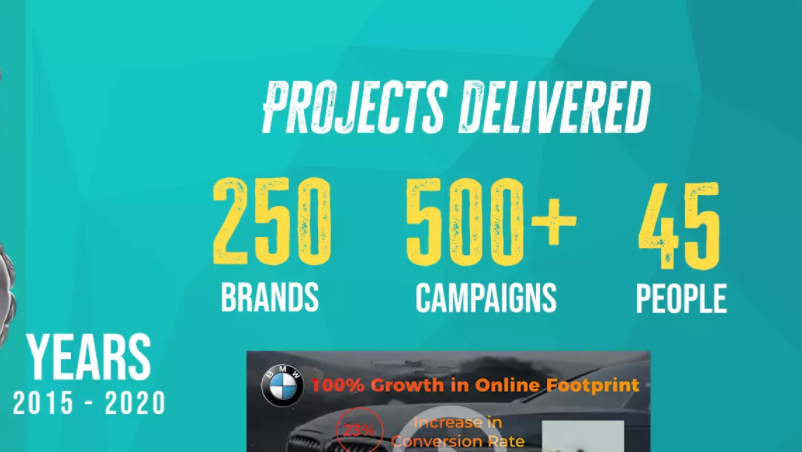 PROJECTS DELIVERED
250 500+ 45
BRANDS CAMPAIGNS PEOPLE
YEARS
2015 - 2020
BMW
100% Growth in Online Footprint
23% Increase in
Conversion Rate